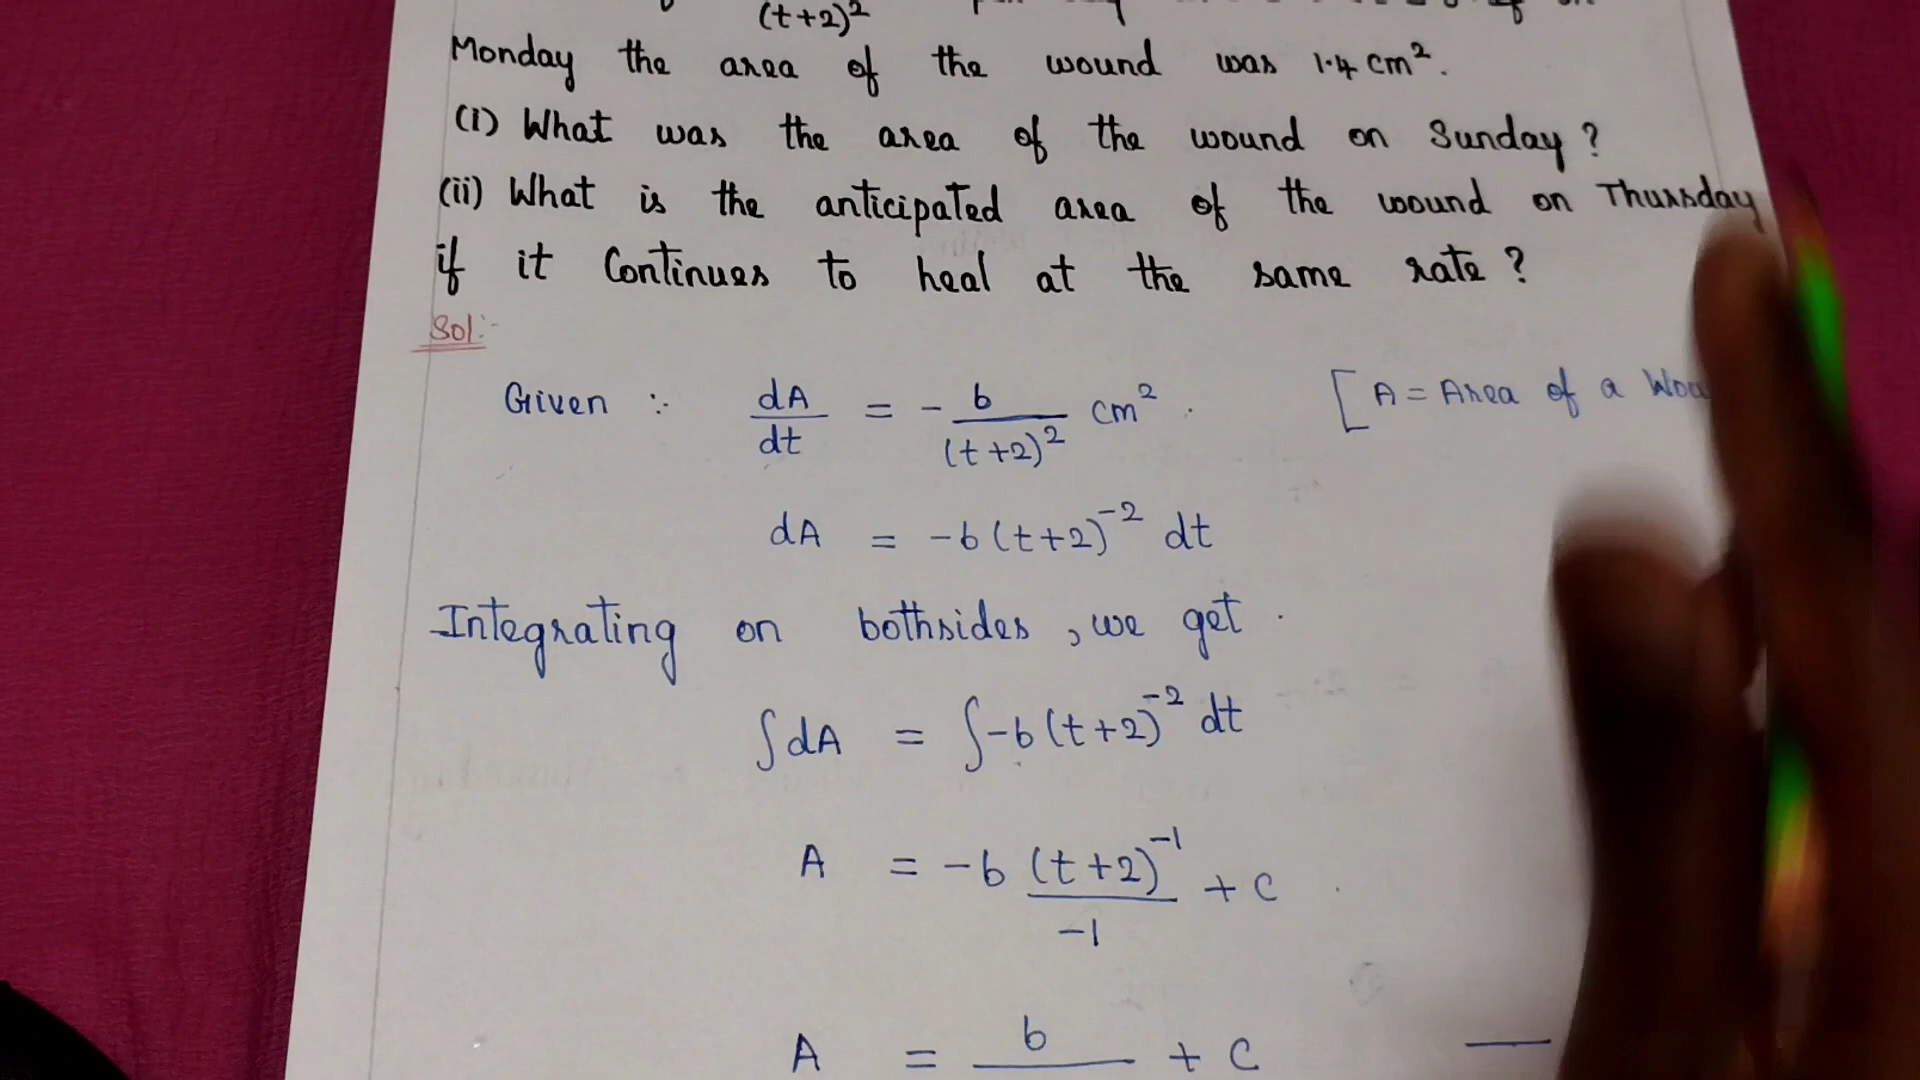 (t+2)²
Monday the area of the wound was 1.4 cm².
(i) What was the area of the wound on Sunday?
(ii) What is the anticipated area of the wound on Thursday
if it Continues to heal at the same rate?
Sol:-
Given :- dA/dt = - 6/(t+2)² cm². [A = Area of a
dA = -6(t+2)⁻² dt
Integrating on bothsides, we get.
∫dA = ∫-6(t+2)⁻² dt
A = -6 (t+2)⁻¹/-1 + C
A = 6/ + C